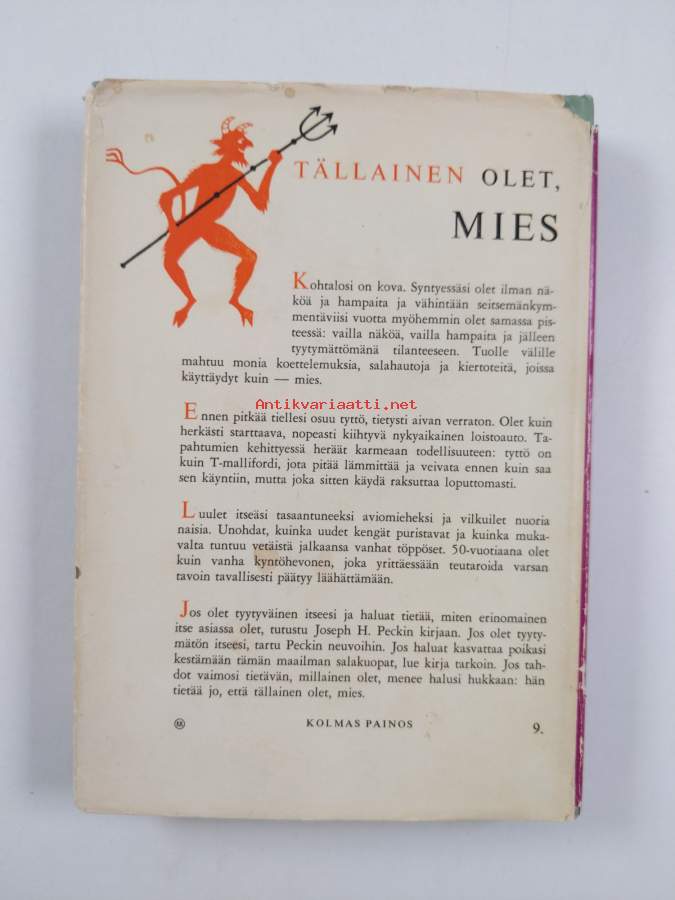 TÄLLAINEN OLET,
MIES
Kohtalosi on kova. Syntyessäsi olet ilman nä-
köä ja hampaita ja vähintään seitsemänkym-
mentäviisi vuotta myöhemmin olet samassa pis-
teessä: vailla näköä, vailla hampaita ja jälleen
tyytymättömänä tilanteeseen. Tuolle välille
mahtuu monia koettelemuksia, salahautoja ja kiertoteitä, joissa
käyttäydyt kuin — mies.
Antikvariaatti.net
Ennen pitkää tiellesi osuu tyttö, tietysti aivan verraton. Olet kuin
herkästi starttaava, nopeasti kiihtyvä nykyaikainen loistoauto. Ta-
pahtumien kehittyessä heräät karmeaan todellisuuteen: tyttö on
kuin T-mallifordi, jota pitää lämmittää ja veivata ennen kuin saa
sen käyntiin, mutta joka sitten käydä raksuttaa loputtomasti.
Luulet itseäsi tasaantuneeksi aviomieheksi ja vilkuilet nuoria
naisia. Unohdat, kuinka uudet kengät puristavat ja kuinka muka-
valta tuntuu vetäistä jalkaansa vanhat töppöset. 50-vuotiaana olet
kuin vanha kyntöhevonen, joka yrittäessään teutaroida varsan
tavoin tavallisesti päätyy läähättämään.
Jos olet tyytyväinen itseesi ja haluat tietää, miten erinomainen
itse asiassa olet, tutustu Joseph H. Peckin kirjaan. Jos olet tyyty-
mätön itseesi, tartu Peckin neuvoihin. Jos haluat kasvattaa poikasi
kestämään tämän maailman salakuopat, lue kirja tarkoin. Jos tah-
dot vaimosi tietävän, millainen olet, menee halusi hukkaan: hän
tietää jo, että tällainen olet, mies.
KOLMAS PAINOS 9.